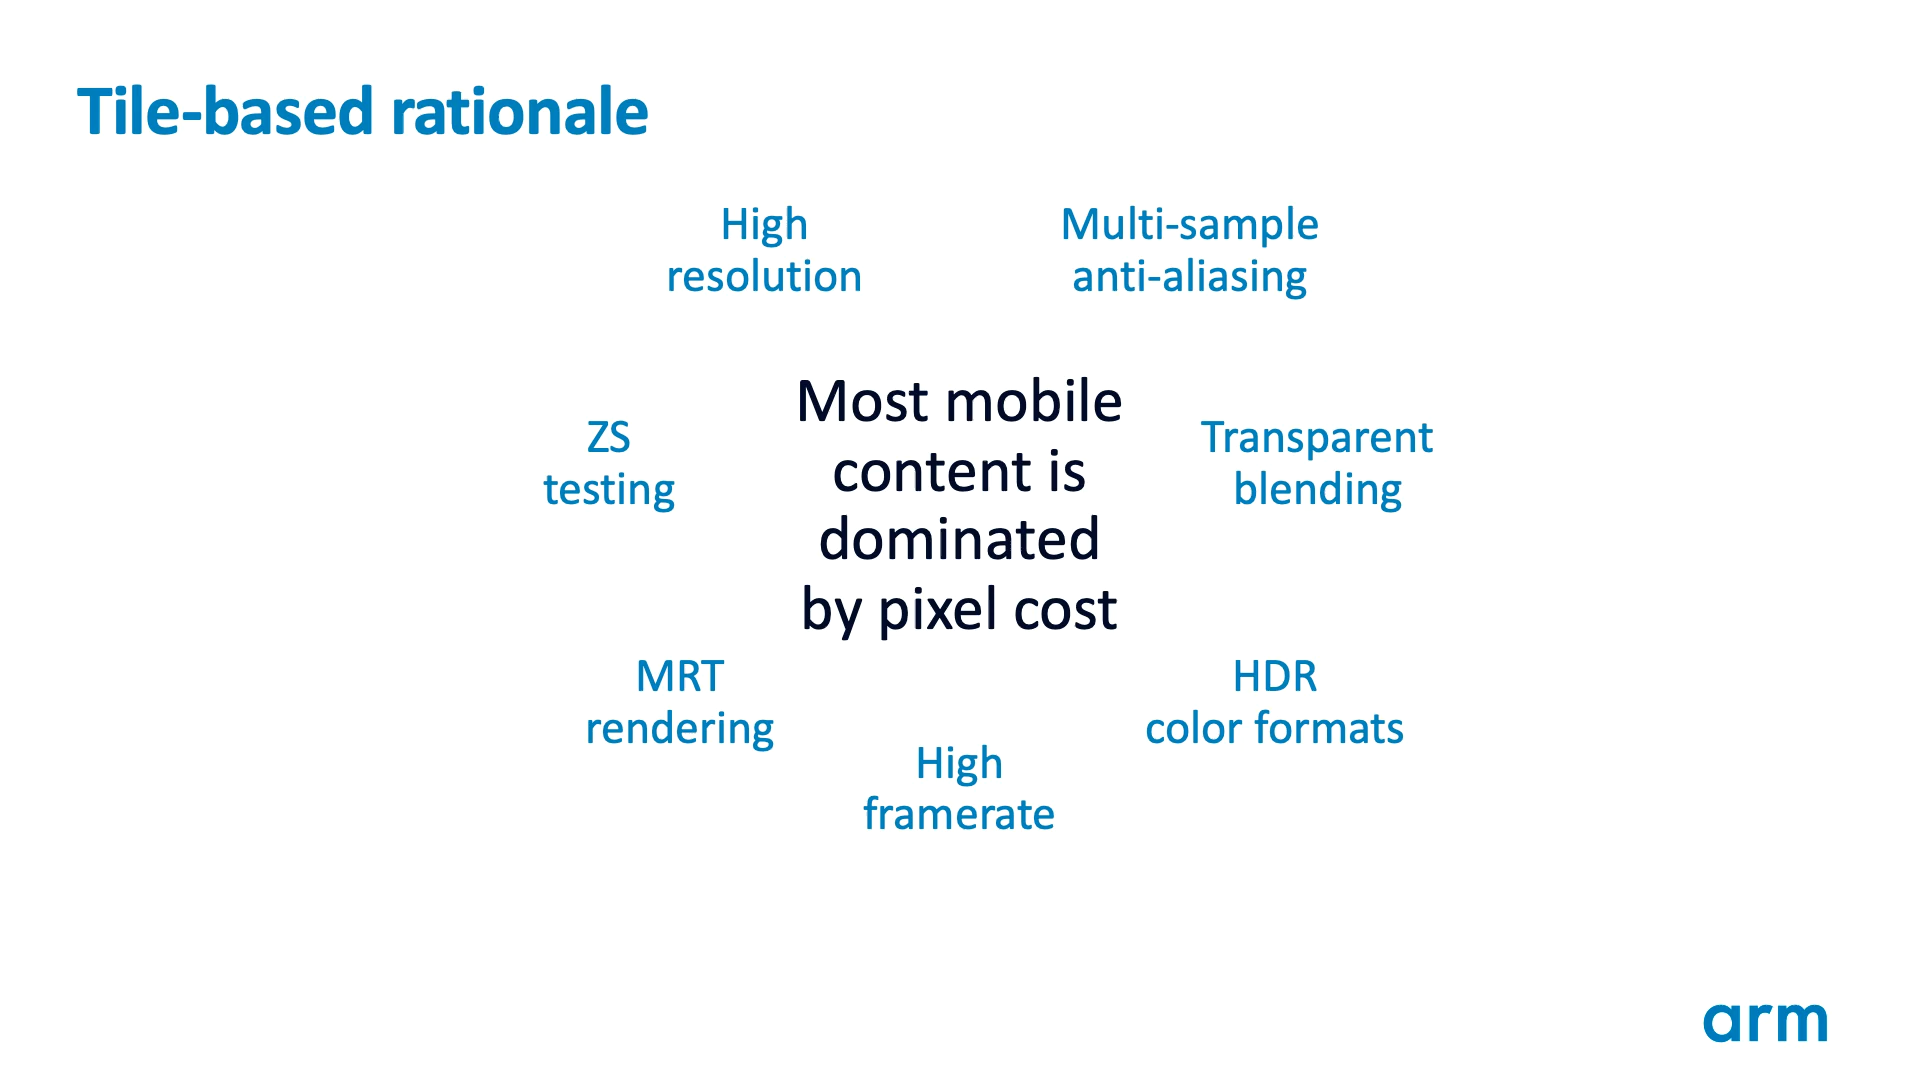 Tile-based rationale
High
resolution
Multi-sample
anti-aliasing
Most mobile
content is
dominated
by pixel cost
ZS
testing
Transparent
blending
MRT
rendering
HDR
color formats
High
framerate
arm